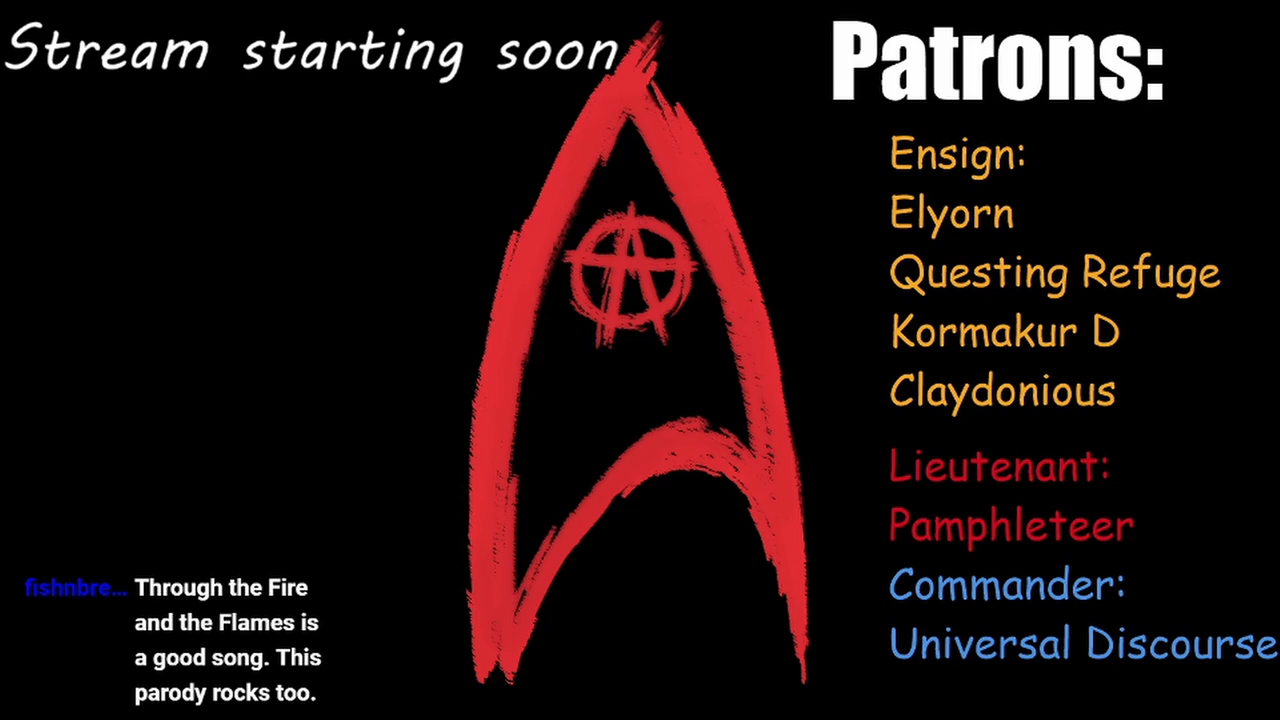 Stream starting soon
Patrons:
Ensign:
Elyorn
Questing Refuge
Kormakur D
Claydonious
Lieutenant:
Pamphleteer
Commander:
Universal Discourse
fishnbre... Through the Fire
and the Flames is
a good song. This
parody rocks too.